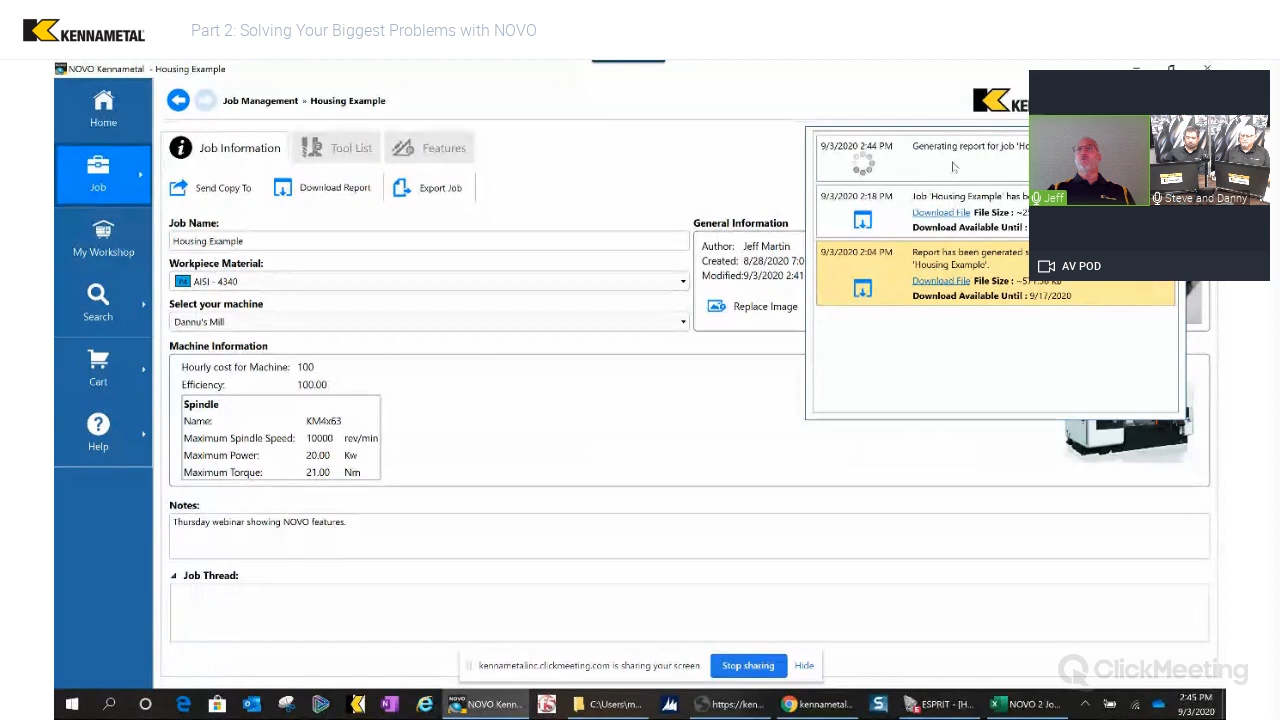 KENNAMETAL
Part 2: Solving Your Biggest Problems with NOVO
NOVO Kennametal - Housing Example
Home
Job
My Workshop
Search
Cart
Help
Job Management » Housing Example
Job Information
Tool List
Features
Send Copy To
Download Report
Export Job
Job Name:
Housing Example
Workpiece Material:
P4 AISI - 4340
Select your machine
Dannu's Mill
General Information
Author: Jeff Martin
Created: 8/28/2020 7:0
Modified:9/3/2020 2:41
Replace Image
Machine Information
Hourly cost for Machine: 100
Efficiency: 100.00
Spindle
Name: KM4x63
Maximum Spindle Speed: 10000 rev/min
Maximum Power: 20.00 Kw
Maximum Torque: 21.00 Nm
Notes:
Thursday webinar showing NOVO features.
Job Thread:
9/3/2020 2:44 PM Generating report for job 'Ho
9/3/2020 2:18 PM Job 'Housing Example' has be
Download File File Size : ~2
Download Available Until :
9/3/2020 2:04 PM Report has been generated s
'Housing Example'.
Download File File Size :
Download Available Until : 9/17/2020
KE
Jeff
Steve and Danny
AV POD
kennametalinc.clickmeeting.com is sharing your screen.
Stop sharing
Hide
ClickMeeting
NOVO Kenn...
C:\Users\m...
https://ken...
kennametal...
ESPRIT - [H...
NOVO 2 Jo...
2:45 PM
9/3/2020